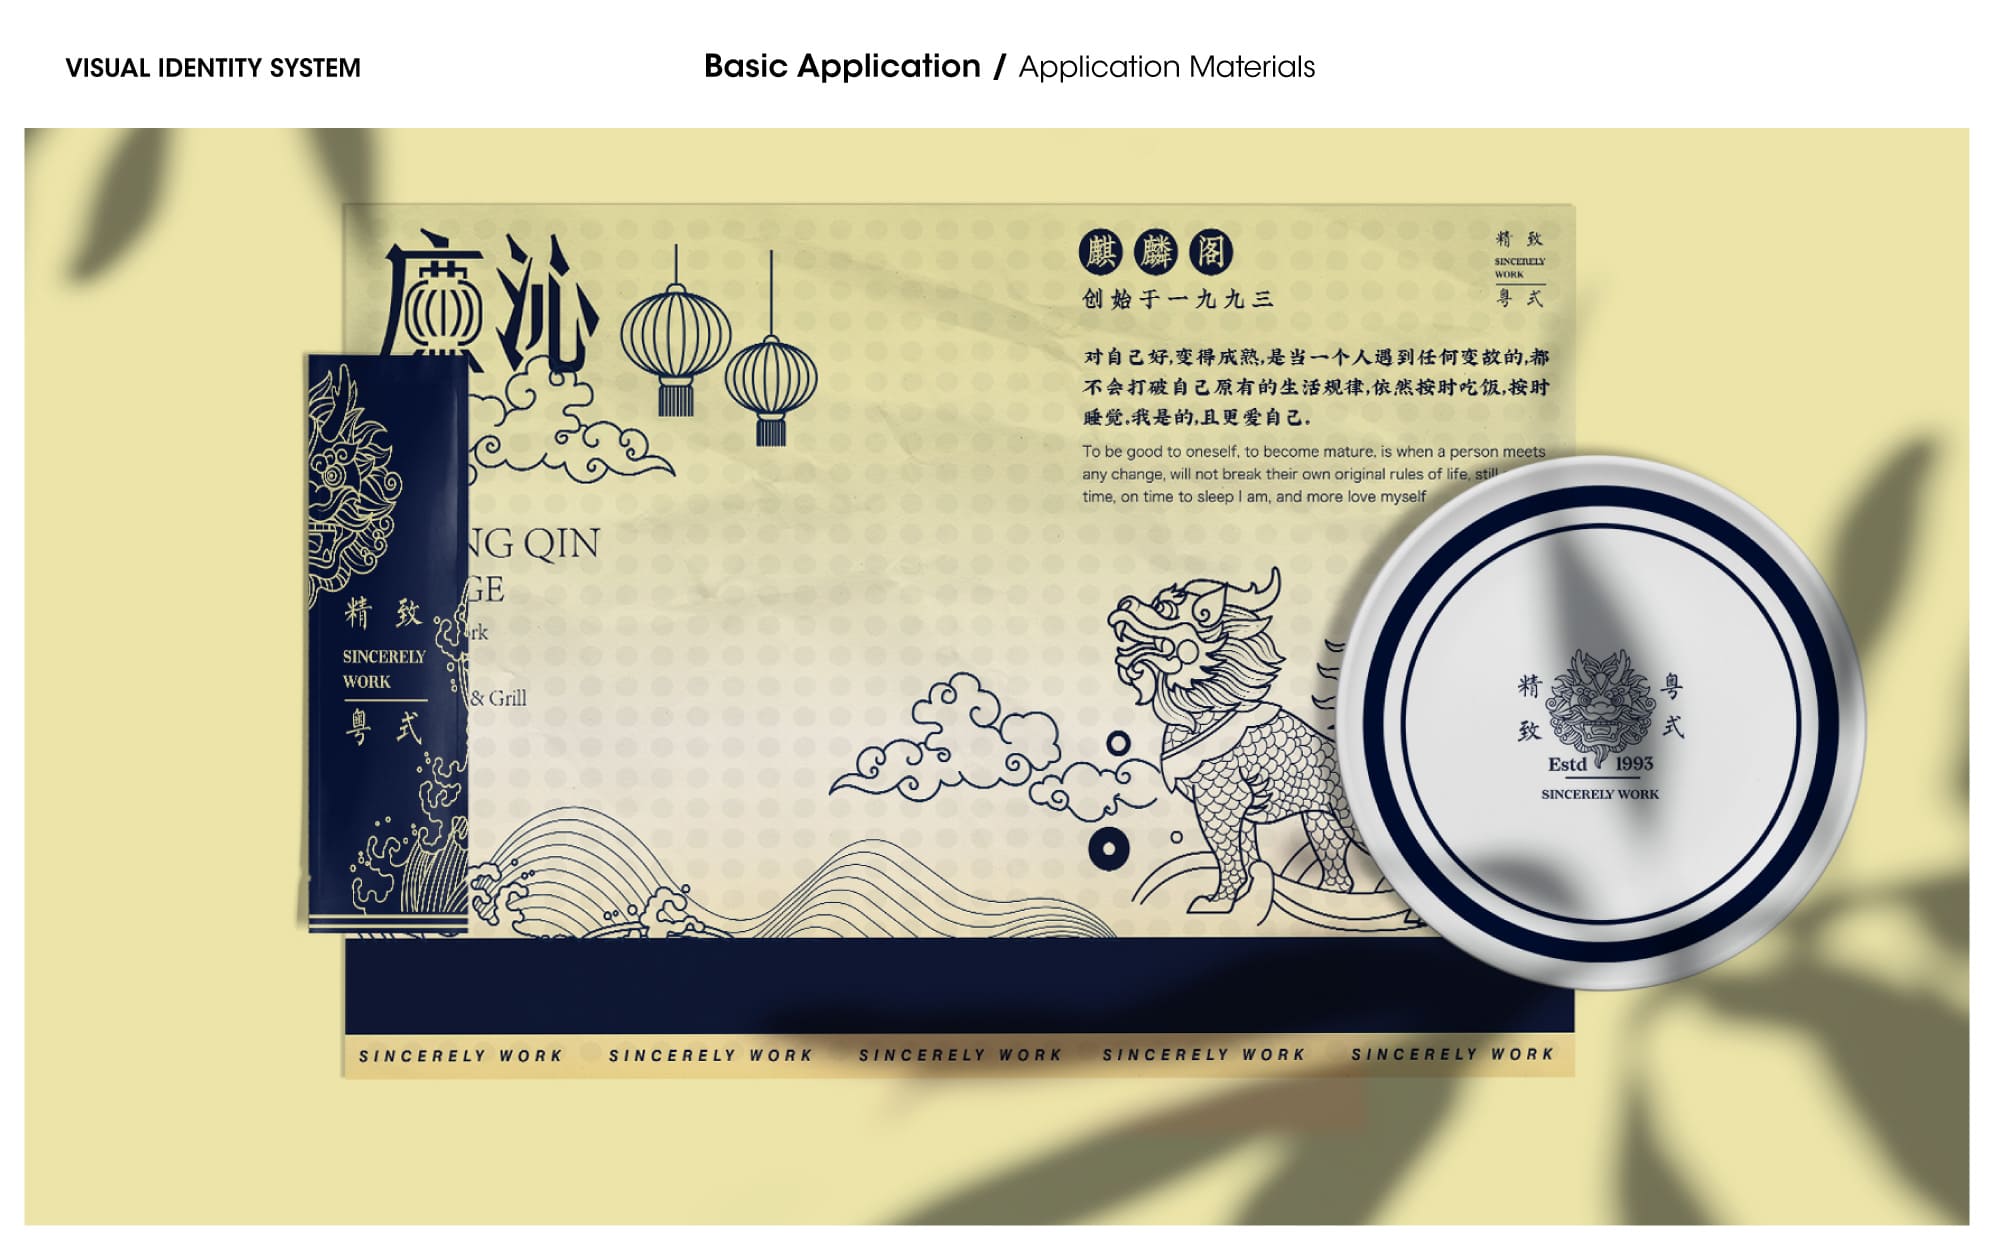 VISUAL IDENTITY SYSTEM
Basic Application / Application Materials
沁
麒麟阁
创始于一九九三
精致
SINCERELY
WORK
粤式
对自己好,变得成熟,是当一个人遇到任何变故的,都
不会打破自己原有的生活规律,依然按时吃饭,按时
睡觉.我是的,且更爱自己.
To be good to oneself, to become mature, is when a person meets
any change, will not break their own original rules of life, still
time, on time to sleep I am, and more love myself
NG QIN
GE
rk
& Grill
精致
SINCERELY
WORK
粤式
精致
粤式
Estd 1993
SINCERELY WORK
SINCERELY WORK SINCERELY WORK SINCERELY WORK SINCERELY WORK SINCERELY WORK